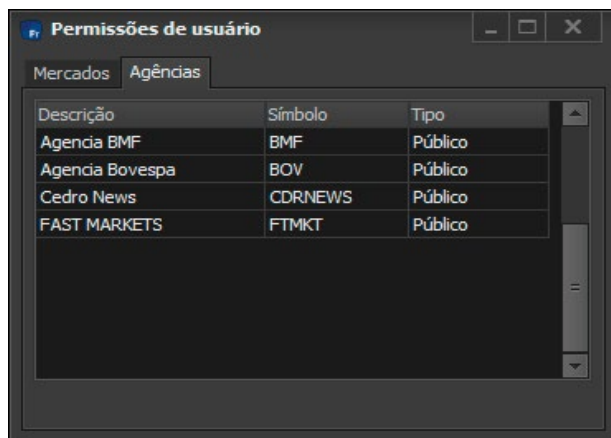 Fr Permissões de usuário
Mercados Agências
Descrição Símbolo Tipo
Agencia BMF BMF Público
Agencia Bovespa BOV Público
Cedro News CDRNEWS Público
FAST MARKETS FTMKT Público